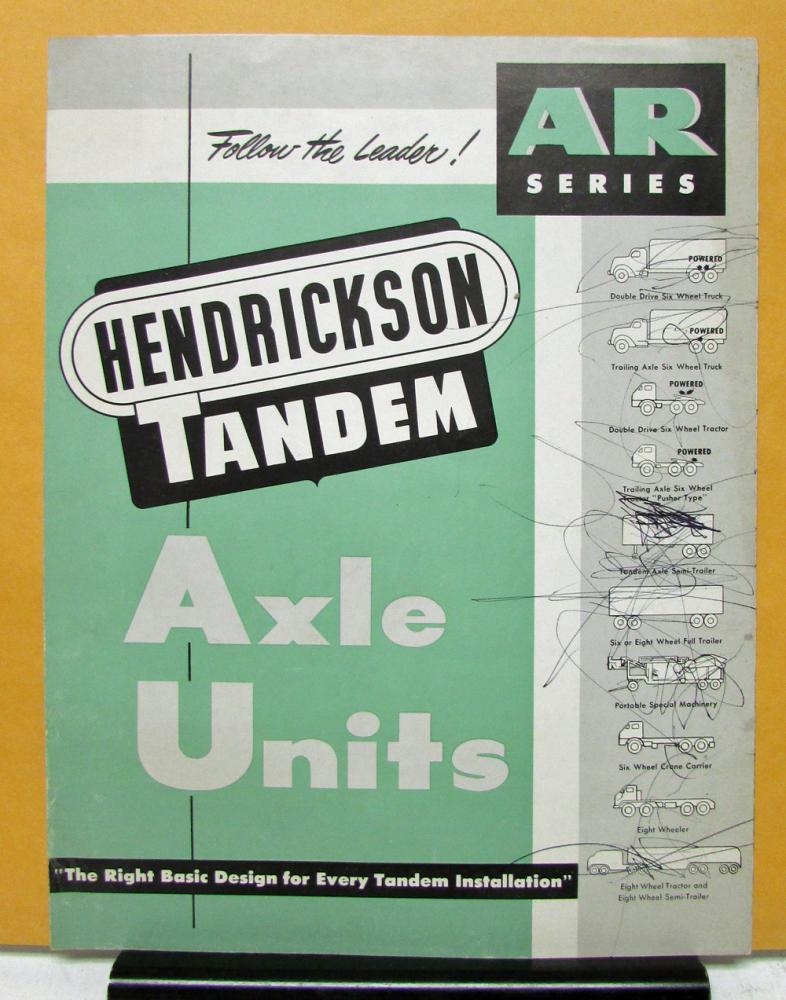 Follow the Leader!
AR
SERIES
HENDRICKSON
TANDEM
Axle
Units
"The Right Basic Design for Every Tandem Installation"
POWERED
Double Drive Six Wheel Truck
POWERED
Trailing Axle Six Wheel Truck
POWERED
Double Drive Six Wheel Tractor
POWERED
Trailing Axle Six Wheel
Tractor "Pusher Type"
Tandem Axle Semi-Trailer
Six or Eight Wheel Full Trailer
Portable Special Machinery
Six Wheel Crane Carrier
Eight Wheeler
Eight Wheel Tractor and
Eight Wheel Semi-Trailer